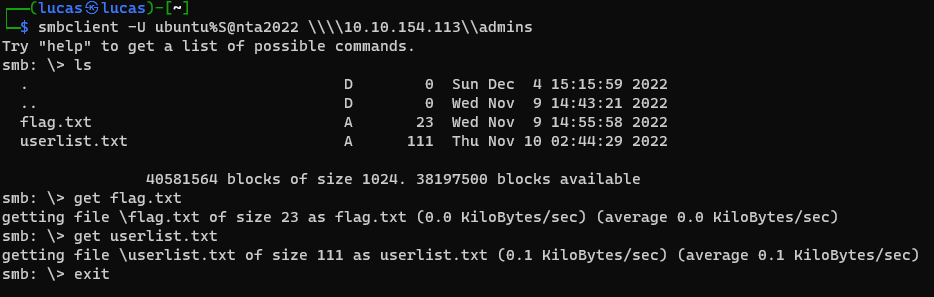 (lucas㉿lucas)-[~]
$ smbclient -U ubuntu%S@nta2022 \\\\10.10.154.113\\admins
Try "help" to get a list of possible commands.
smb: \> ls
. D 0 Sun Dec 4 15:15:59 2022
.. D 0 Wed Nov 9 14:43:21 2022
flag.txt A 23 Wed Nov 9 14:55:58 2022
userlist.txt A 111 Thu Nov 10 02:44:29 2022
40581564 blocks of size 1024. 38197500 blocks available
smb: \> get flag.txt
getting file \flag.txt of size 23 as flag.txt (0.0 KiloBytes/sec) (average 0.0 KiloBytes/sec)
smb: \> get userlist.txt
getting file \userlist.txt of size 111 as userlist.txt (0.1 KiloBytes/sec) (average 0.1 KiloBytes/sec)
smb: \> exit